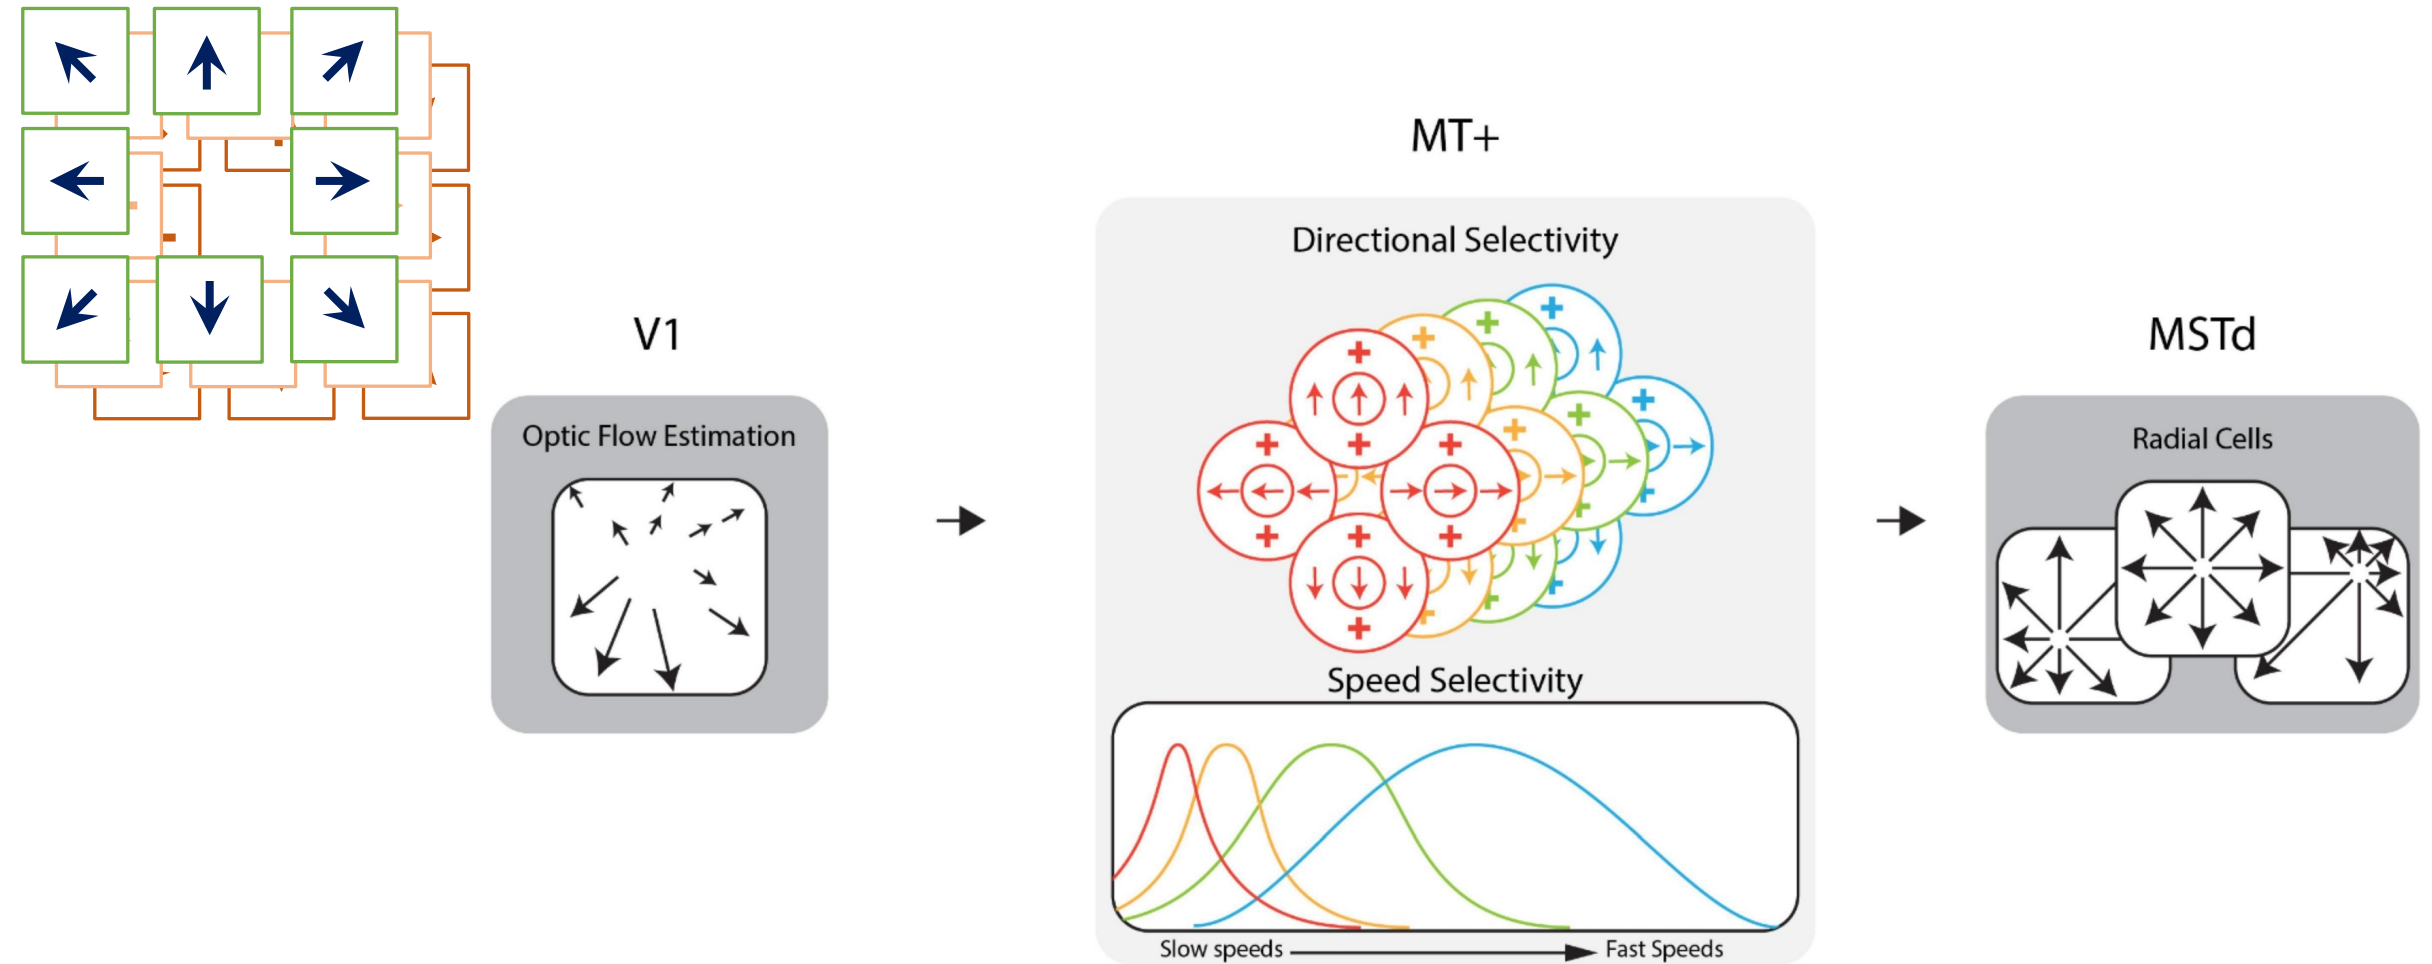 V1
Optic Flow Estimation
MT+
Directional Selectivity
Speed Selectivity
Slow speeds
Fast Speeds
MSTd
Radial Cells